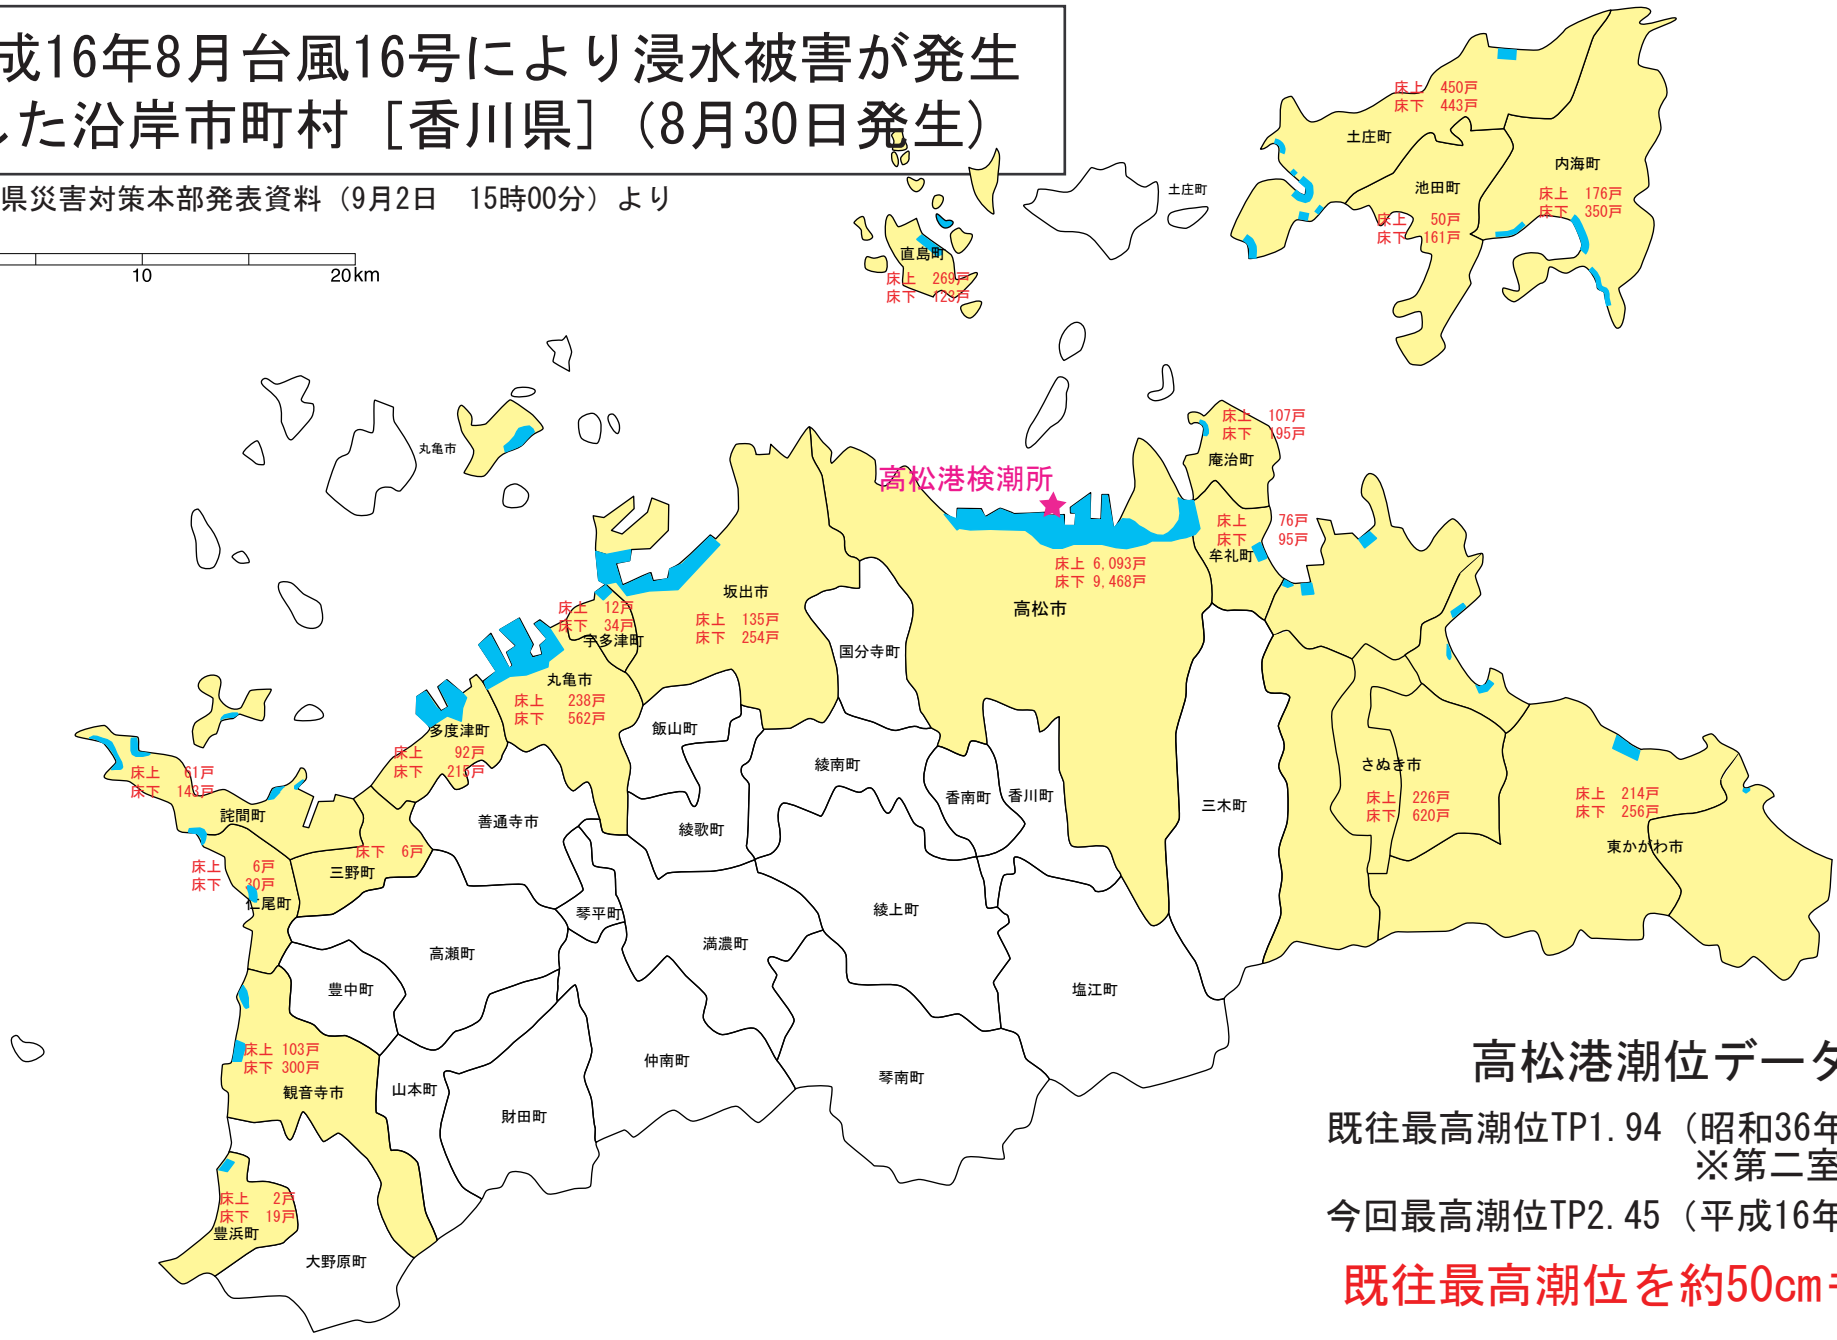 成16年8月台風16号により浸水被害が発生
した沿岸市町村［香川県］（8月30日発生）
県災害対策本部発表資料（9月2日　15時00分）より
10
20km
床上 450戸
床下 443戸
土庄町
内海町
床上 176戸
床下 350戸
池田町
床上 50戸
床下 161戸
土庄町
直島町
床上 269戸
床下 123戸
丸亀市
高松港検潮所
床上 107戸
床下 195戸
庵治町
床上 76戸
床下 95戸
牟礼町
床上 6,093戸
床下 9,468戸
高松市
坂出市
床上 135戸
床下 254戸
床上 12戸
床下 34戸
宇多津町
国分寺町
丸亀市
床上 238戸
床下 562戸
飯山町
多度津町
床上 92戸
床下 215戸
床上 61戸
床下 143戸
詫間町
善通寺市
綾歌町
綾南町
香南町
香川町
三木町
さぬき市
床上 226戸
床下 620戸
床上 214戸
床下 256戸
東かがわ市
床下 6戸
三野町
床上 6戸
床下 30戸
仁尾町
琴平町
綾上町
満濃町
高瀬町
豊中町
塩江町
床上 103戸
床下 300戸
観音寺市
山本町
仲南町
琴南町
財田町
床上 2戸
床下 19戸
豊浜町
大野原町
高松港潮位データ
既往最高潮位TP1.94（昭和36年
※第二室
今回最高潮位TP2.45（平成16年
既往最高潮位を約50cm